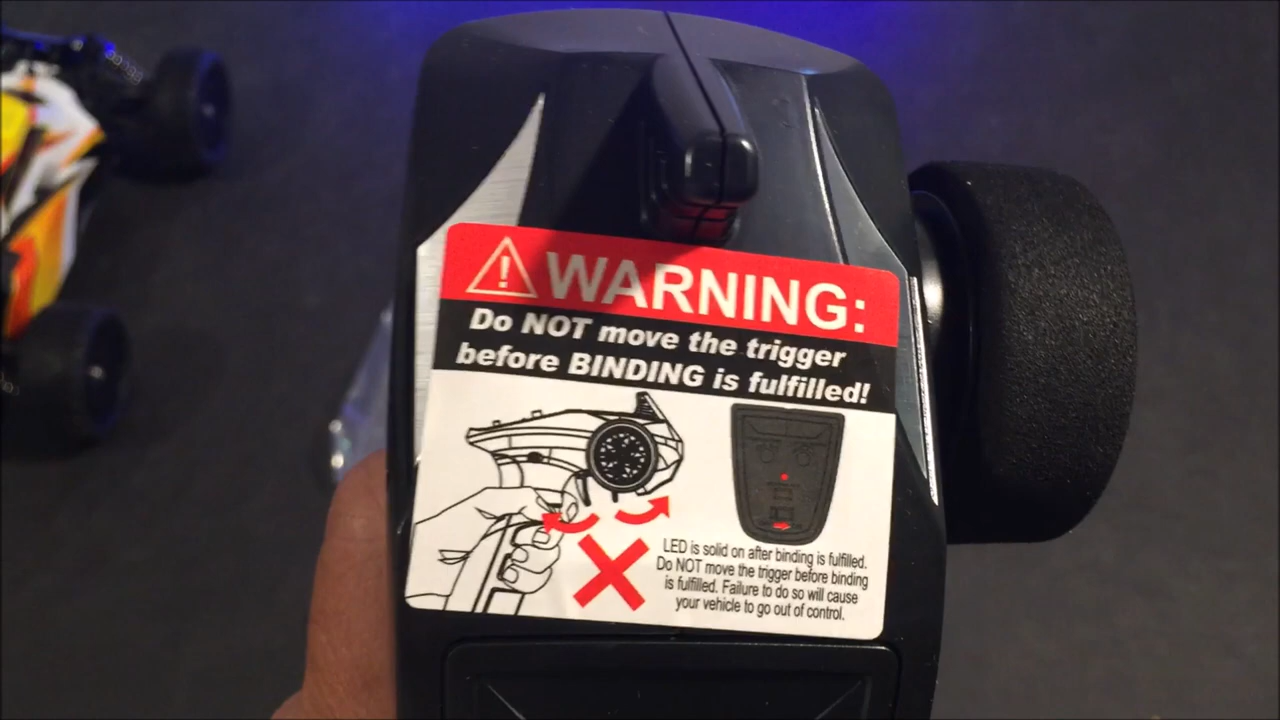 WARNING:
Do NOT move the trigger
before BINDING is fulfilled!
LED is solid on after binding is fulfilled.
Do NOT move the trigger before binding
is fulfilled. Failure to do so will cause
your vehicle to go out of control.